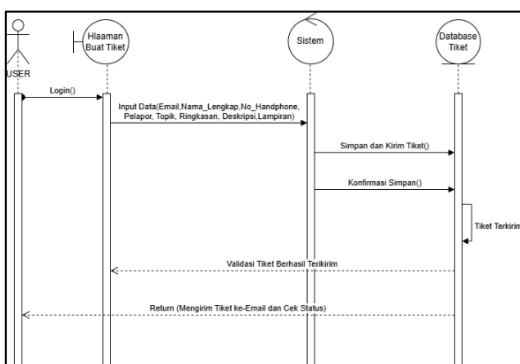 USER
Hlaaman
Buat Tiket
Sistem
Database
Tiket
Login()
Input Data(Email,Nama_Lengkap,No_Handphone,
Pelapor, Topik, Ringkasan, Deskripsi,Lampiran)
Simpan dan Kirim Tiket()
Konfirmasi Simpan()
Tiket Terkirim
Validasi Tiket Berhasil Terikirim
Return (Mengirim Tiket ke-Email dan Cek Status)